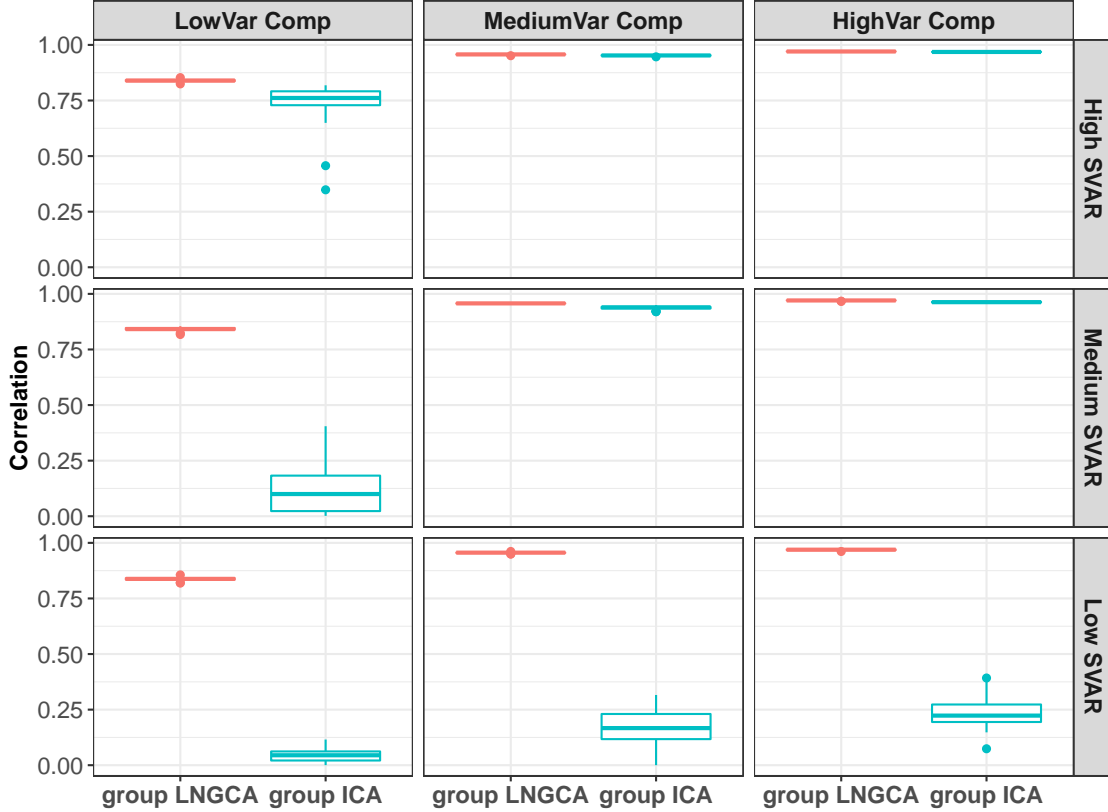 LowVar Comp
MediumVar Comp
HighVar Comp
Correlation
1.00
0.75
0.50
0.25
0.00
High SVAR
1.00
0.75
0.50
0.25
0.00
Medium SVAR
1.00
0.75
0.50
0.25
0.00
Low SVAR
group LNGCA group ICA
group LNGCA group ICA
group LNGCA group ICA